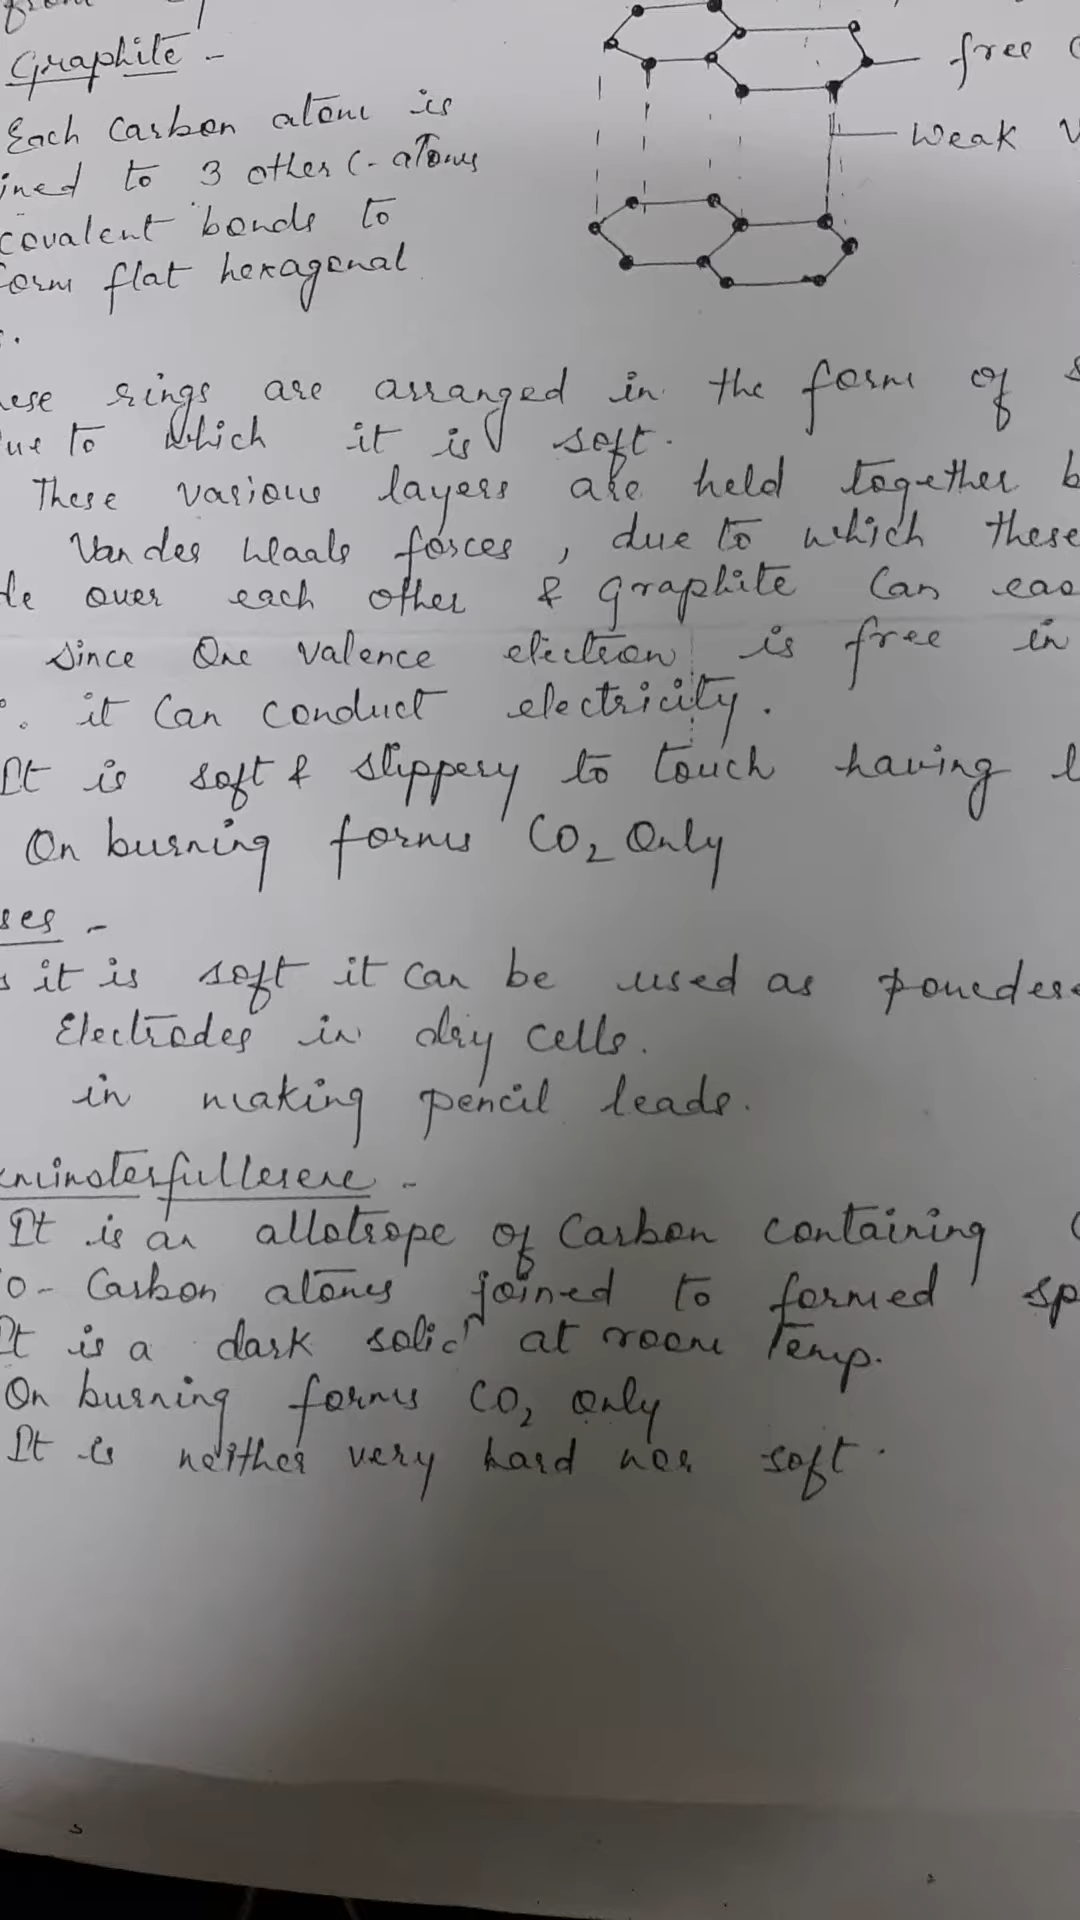 Graphite -
free
Each Carbon atom is
Weak V
ined to 3 other C-atoms
covalent bonds to
form flat hexagonal
ese rings are arranged in the form of s
ue to which it is soft.
These various layers are held together b
Van der Waals forces, due to which these
de over each other & graphite Can eas
Since One valence electron is free in
it Can conduct electricity.
It is soft & slippery to touch having l
On burning forms CO2 Only
ses -
s it is soft it can be used as powder
Electrodes in dry cells.
in making pencil leads.
kminsterfullerene -
It is an allotrope of Carbon containing
0- Carbon atoms joined to formed sp
It is a dark solid at room Temp.
On burning forms CO2 only
It is neither very hard nor soft.